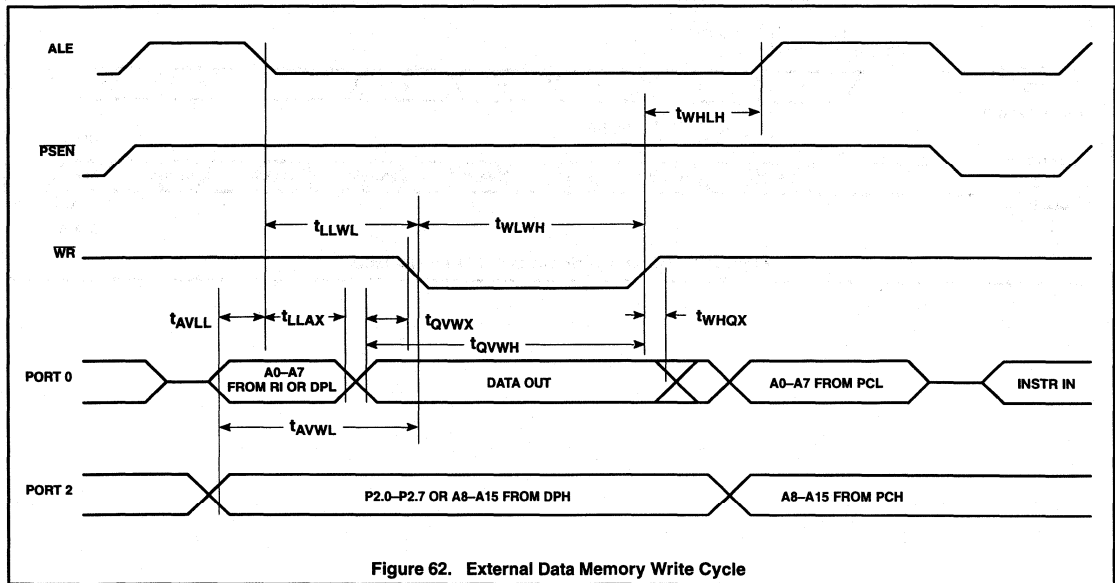 ALE
tWHLH
PSEN
tLLWL
tWLWH
WR
tAVLL
tLLAX
tQVWX
tWHQX
tQVWH
PORT 0
A0–A7
FROM RI OR DPL
DATA OUT
A0–A7 FROM PCL
INSTR IN
tAVWL
PORT 2
P2.0–P2.7 OR A8–A15 FROM DPH
A8–A15 FROM PCH
Figure 62. External Data Memory Write Cycle